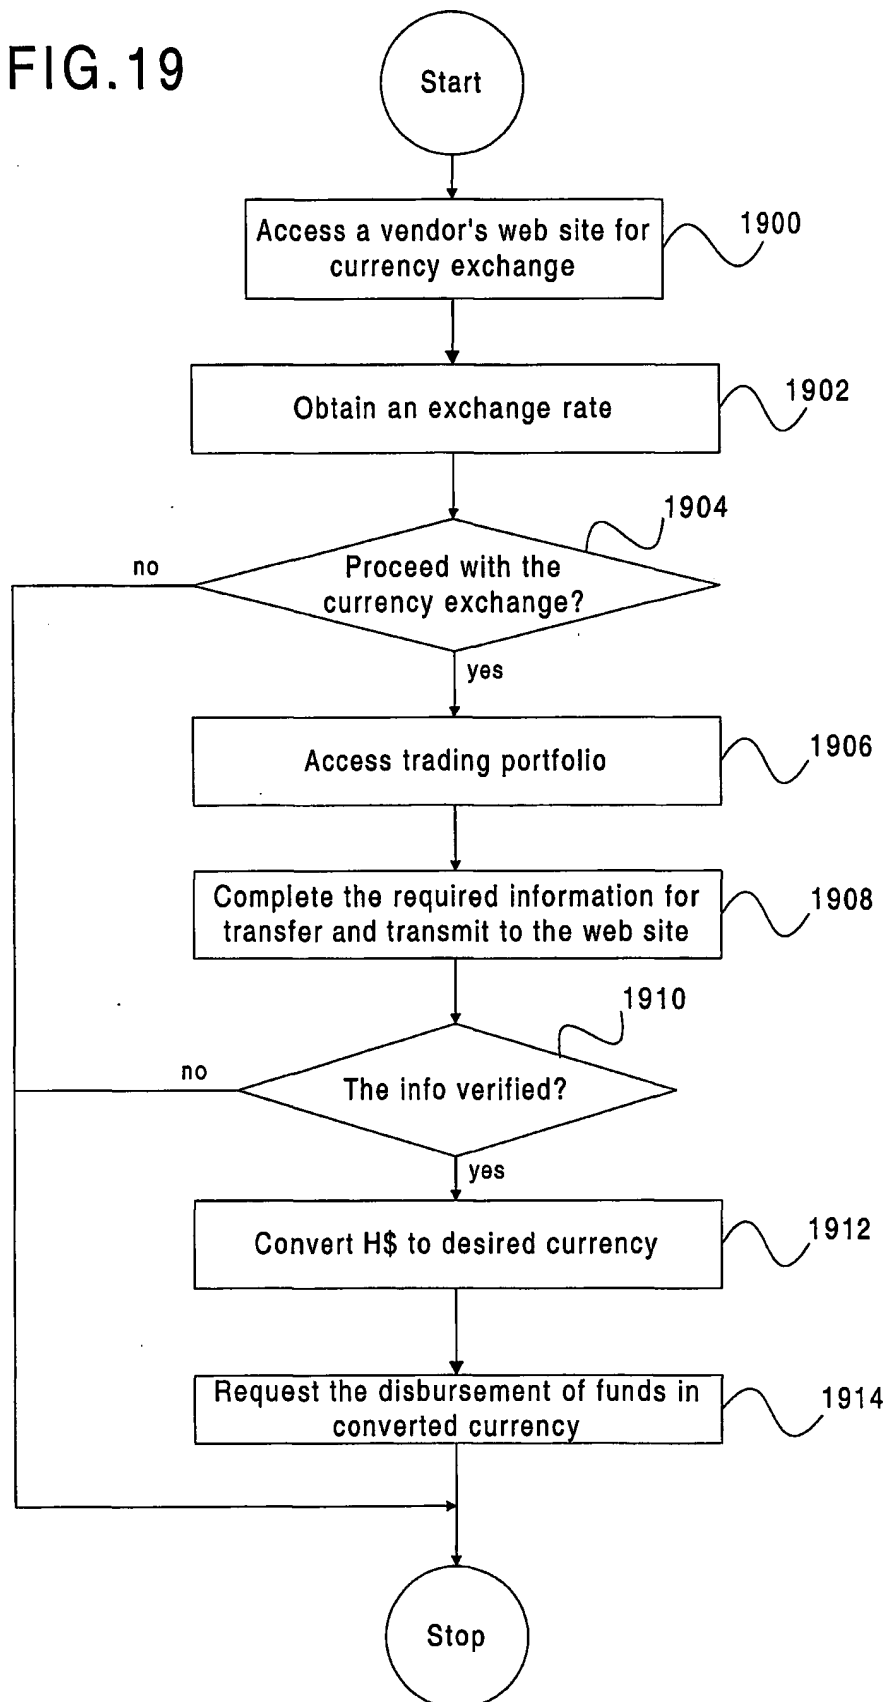 FIG.19
Start
Access a vendor's web site for
currency exchange
1900
Obtain an exchange rate
1902
1904
Proceed with the
currency exchange?
no
yes
Access trading portfolio
1906
Complete the required information for
transfer and transmit to the web site
1908
1910
The info verified?
no
yes
Convert H$ to desired currency
1912
Request the disbursement of funds in
converted currency
1914
Stop